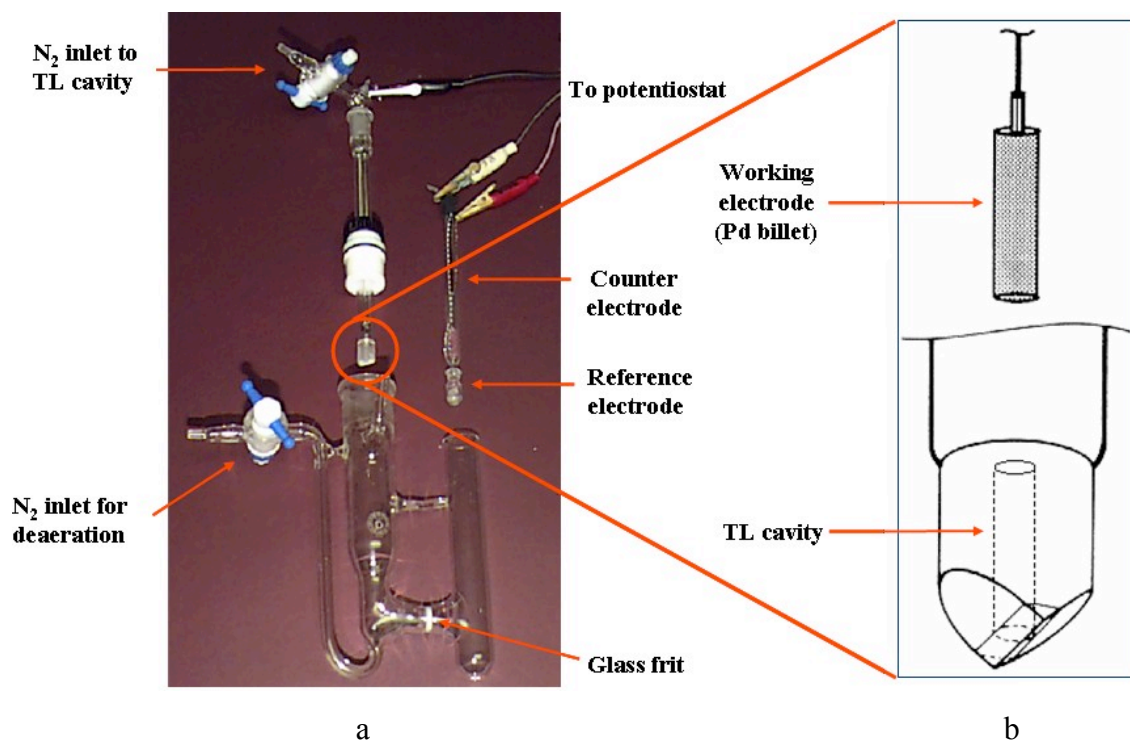 N₂ inlet to
TL cavity
To potentiostat
Counter
electrode
Reference
electrode
N₂ inlet for
deaeration
Glass frit
Working
electrode
(Pd billet)
TL cavity
a
b